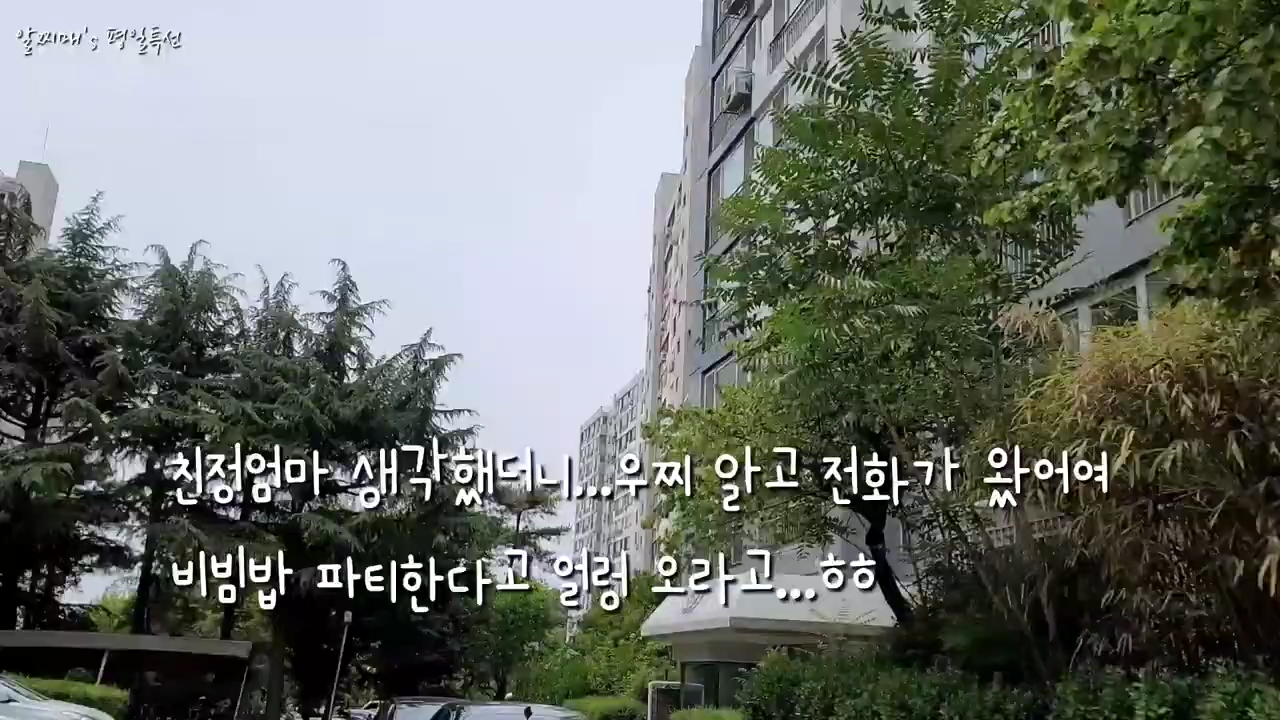 알찌매's 평일특선
친정엄마 생각했더니...우찌 알고 전화가 왔어여
비빔밥 파티한다고 얼렁 오라고...ㅎㅎ